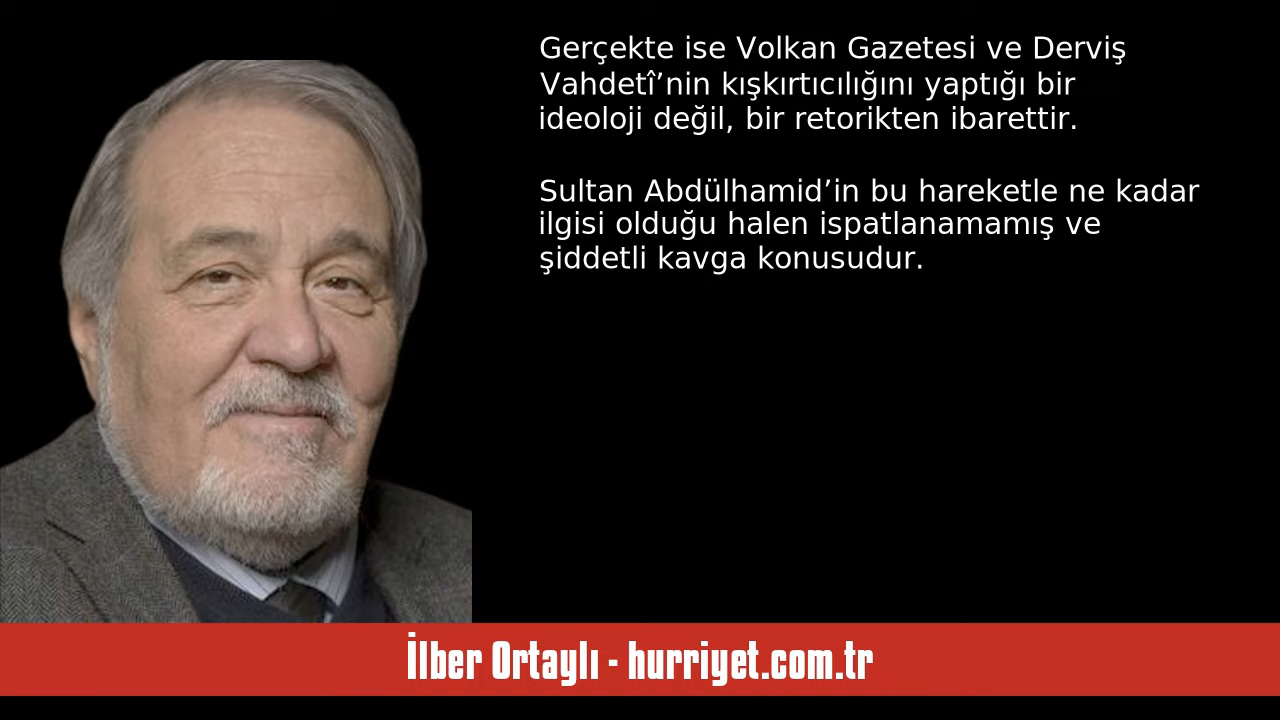 Gerçekte ise Volkan Gazetesi ve Derviş
Vahdetî’nin kışkırtıcılığını yaptığı bir
ideoloji değil, bir retorikten ibarettir.
Sultan Abdülhamid’in bu hareketle ne kadar
ilgisi olduğu halen ispatlanamamış ve
şiddetli kavga konusudur.
İlber Ortaylı - hurriyet.com.tr